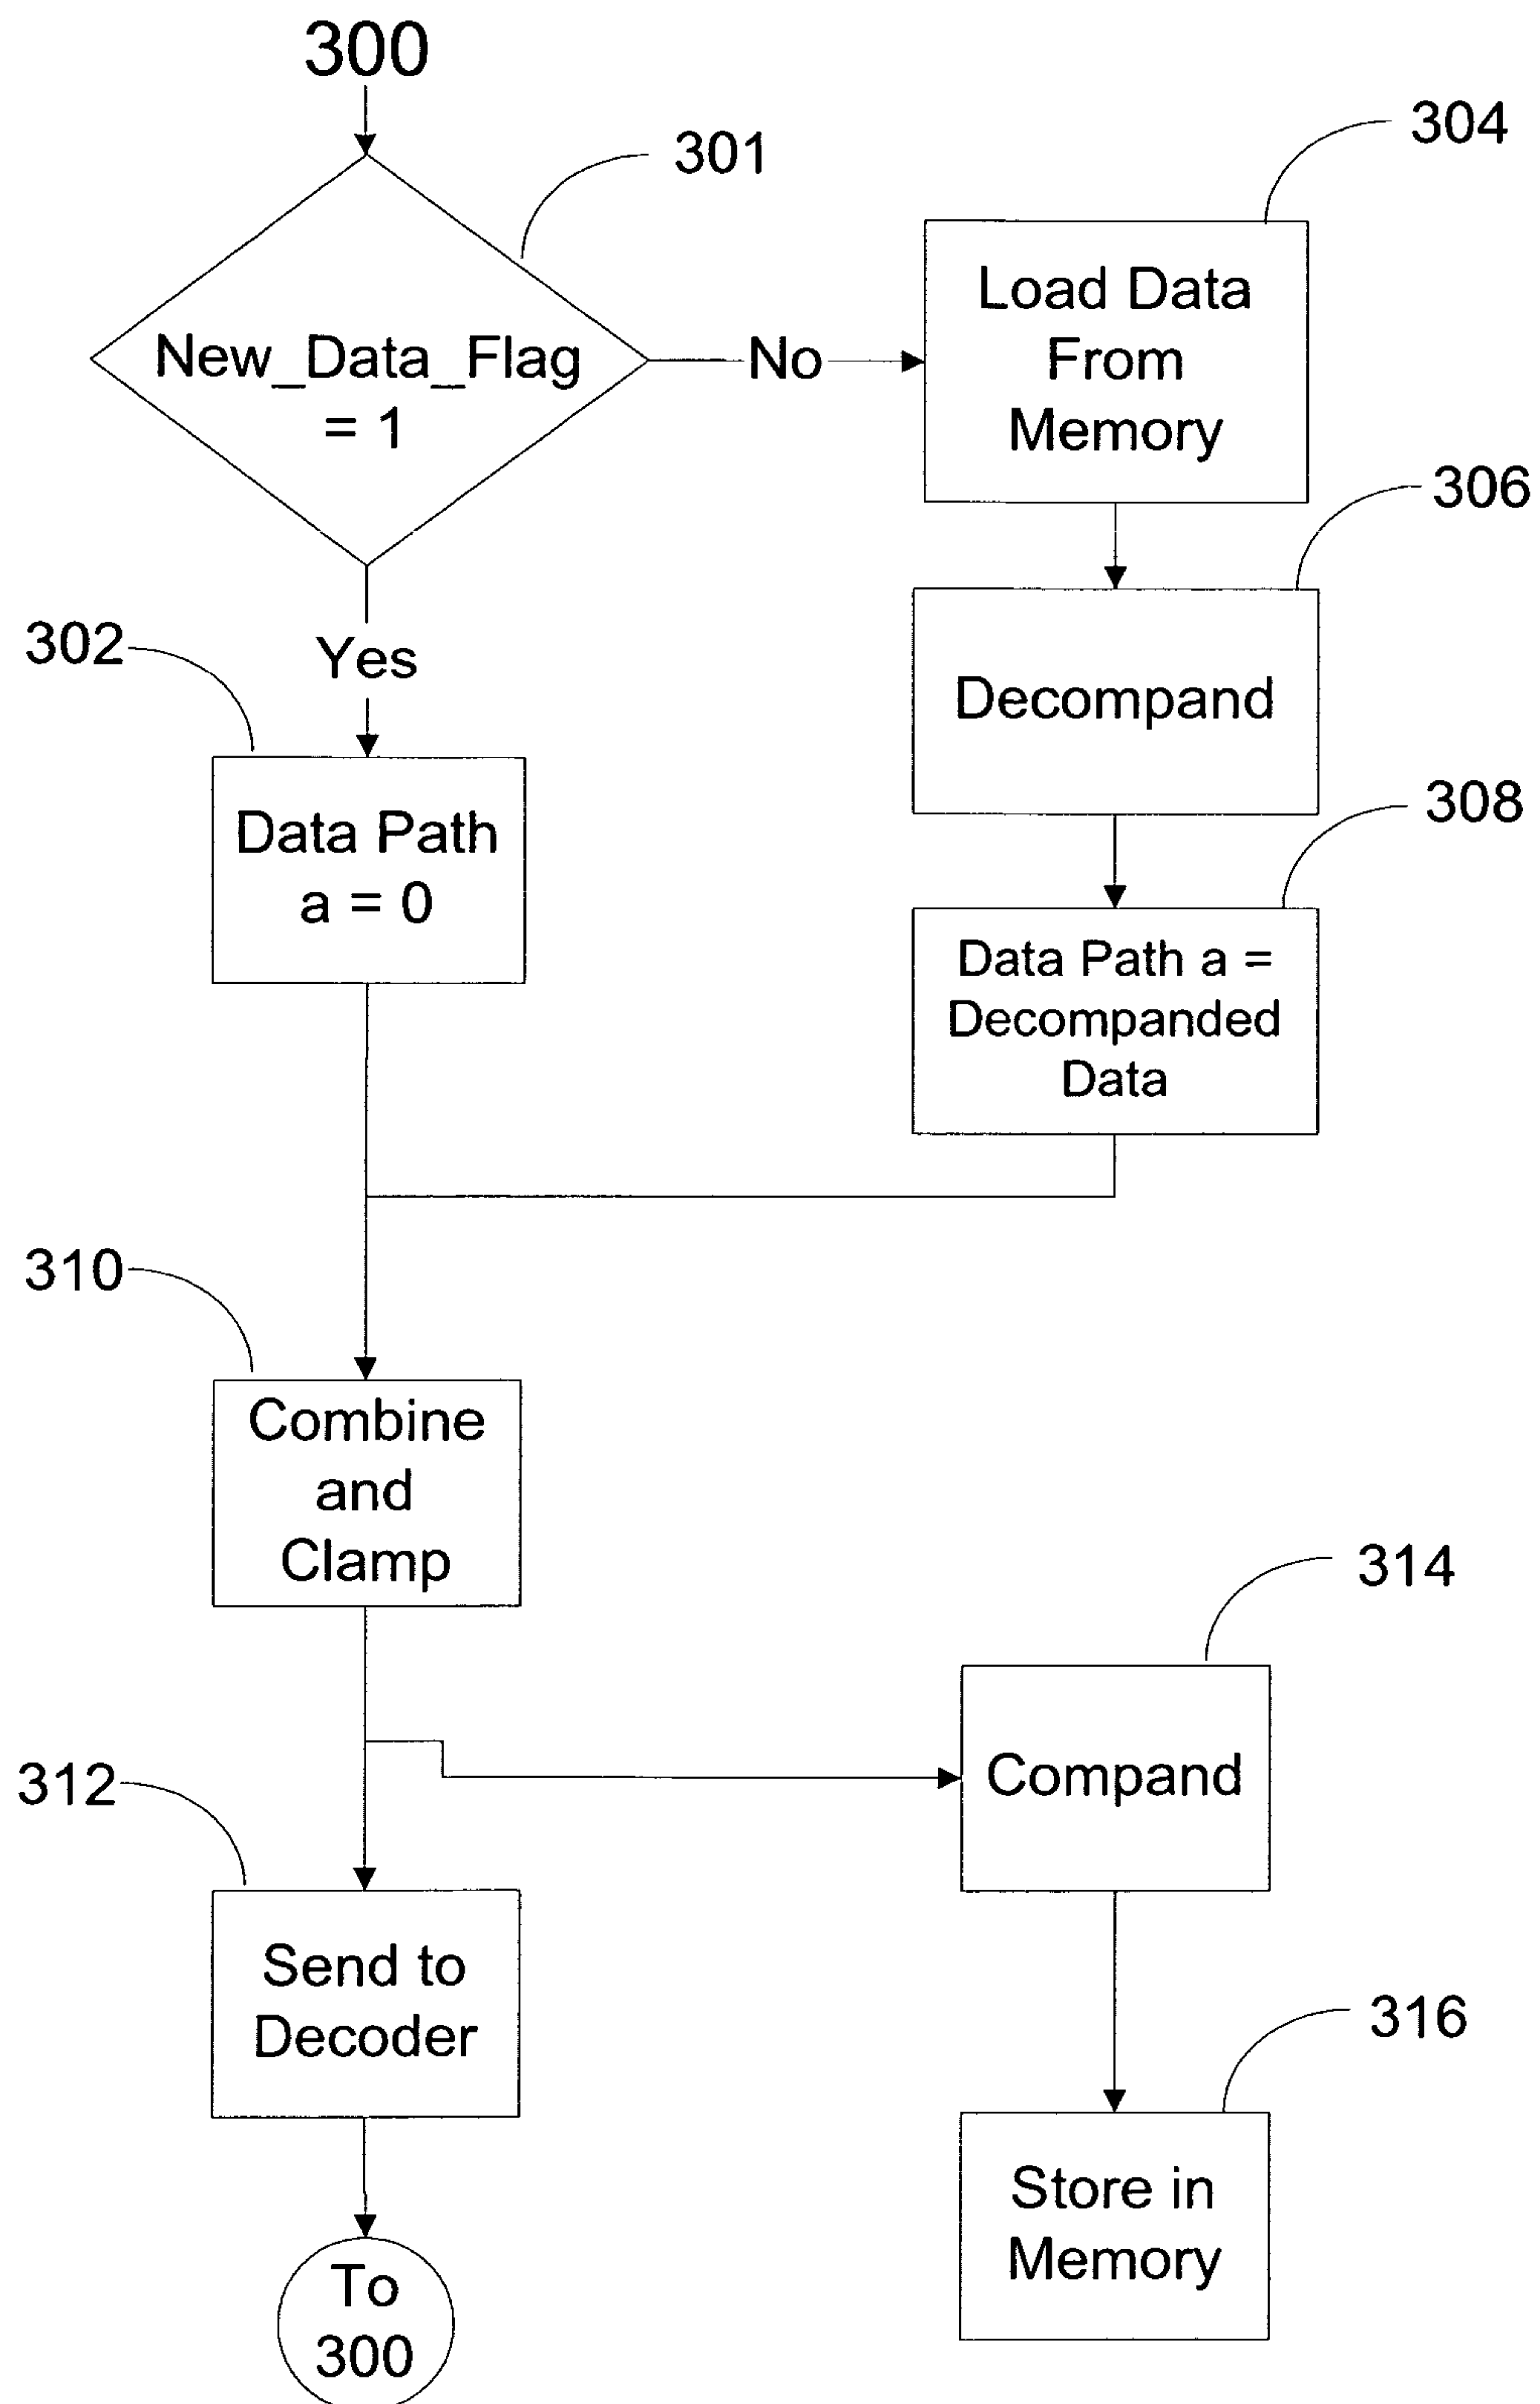 300
301
New_Data_Flag
= 1
No
304
Load Data
From
Memory
306
Decompand
Yes
302
Data Path
a = 0
308
Data Path a =
Decompanded
Data
310
Combine
and
Clamp
314
Compand
312
Send to
Decoder
316
Store in
Memory
To
300